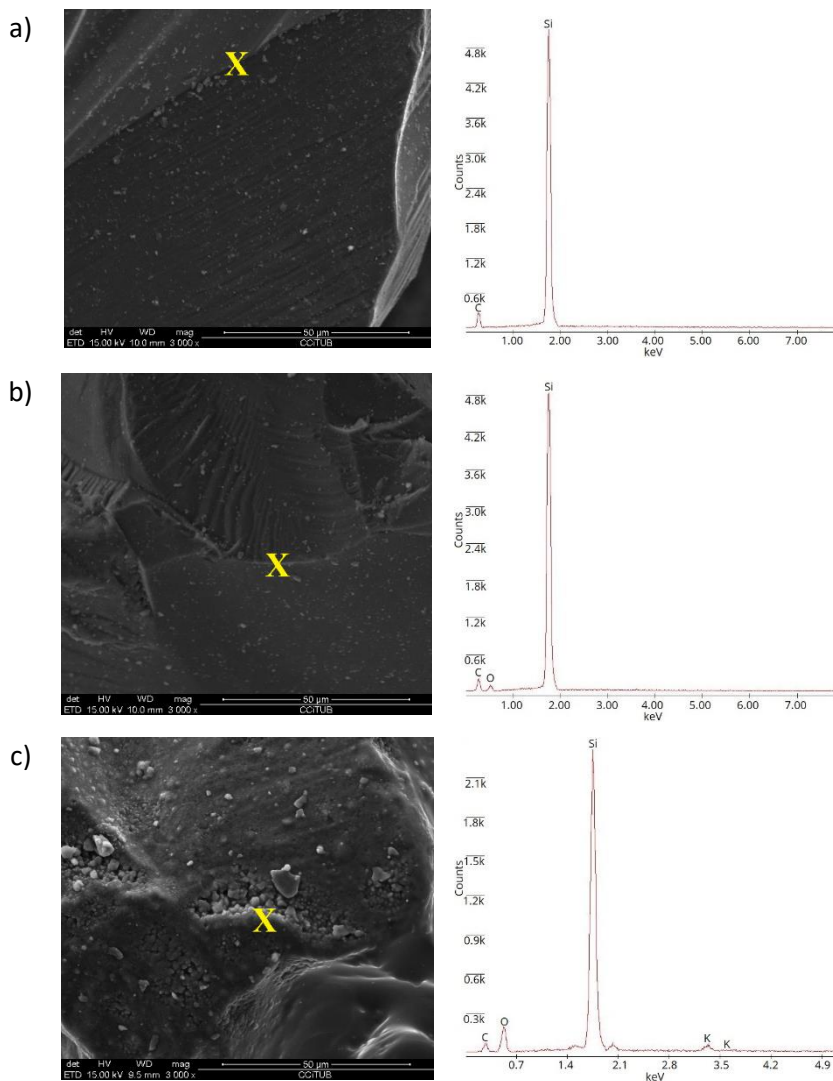 a)
X
det HV WD mag 50 µm
ETD 15.00 kV 10.0 mm 3 000 x CCiTUB
Si
4.8k
4.2k
3.6k
3.0k
2.4k
1.8k
1.2k
0.6k
C
Counts
1.00 2.00 3.00 4.00 5.00 6.00 7.00
keV
b)
X
det HV WD mag 50 µm
ETD 15.00 kV 10.0 mm 3 000 x CCiTUB
Si
4.8k
4.2k
3.6k
3.0k
2.4k
1.8k
1.2k
0.6k
C O
Counts
1.00 2.00 3.00 4.00 5.00 6.00 7.00
keV
c)
X
det HV WD mag 50 µm
ETD 15.00 kV 9.5 mm 3 000 x CCiTUB
Si
2.1k
1.8k
1.5k
1.2k
0.9k
0.6k
0.3k
C O K K
Counts
0.7 1.4 2.1 2.8 3.5 4.2 4.9
keV